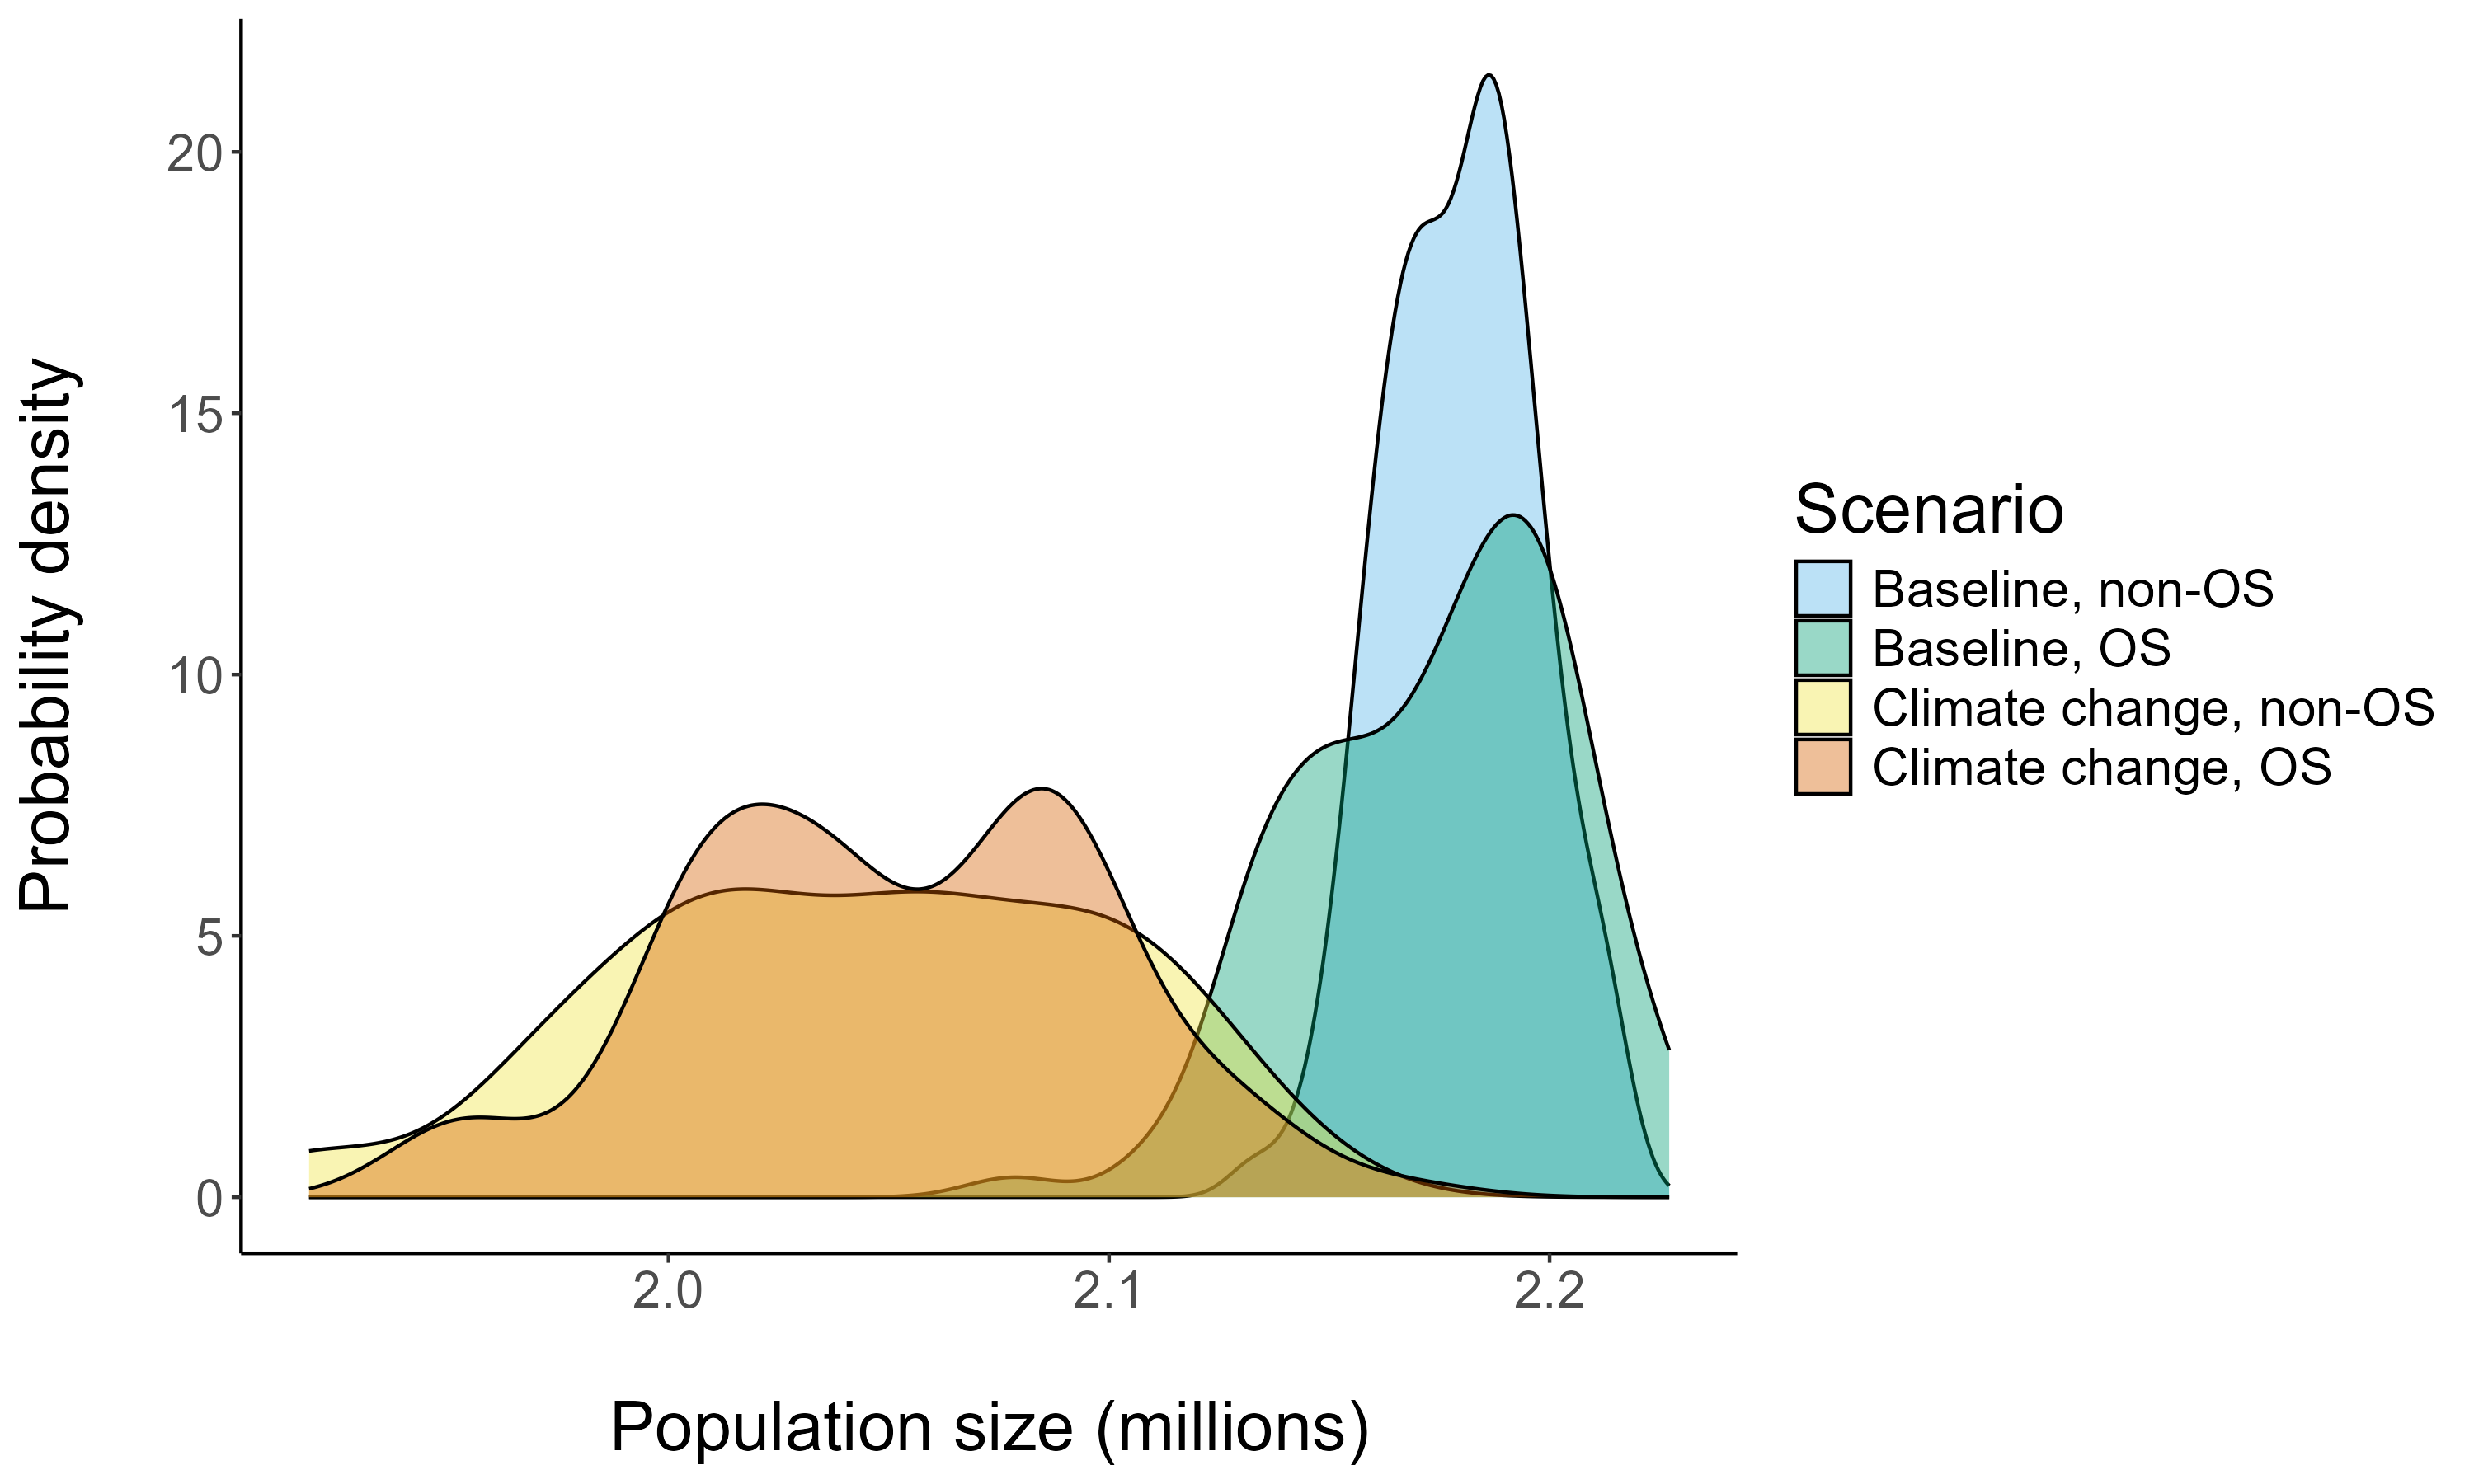 Probability density
20
15
10
5
0
2.0 2.1 2.2
Population size (millions)
Scenario
Baseline, non-OS
Baseline, OS
Climate change, non-OS
Climate change, OS